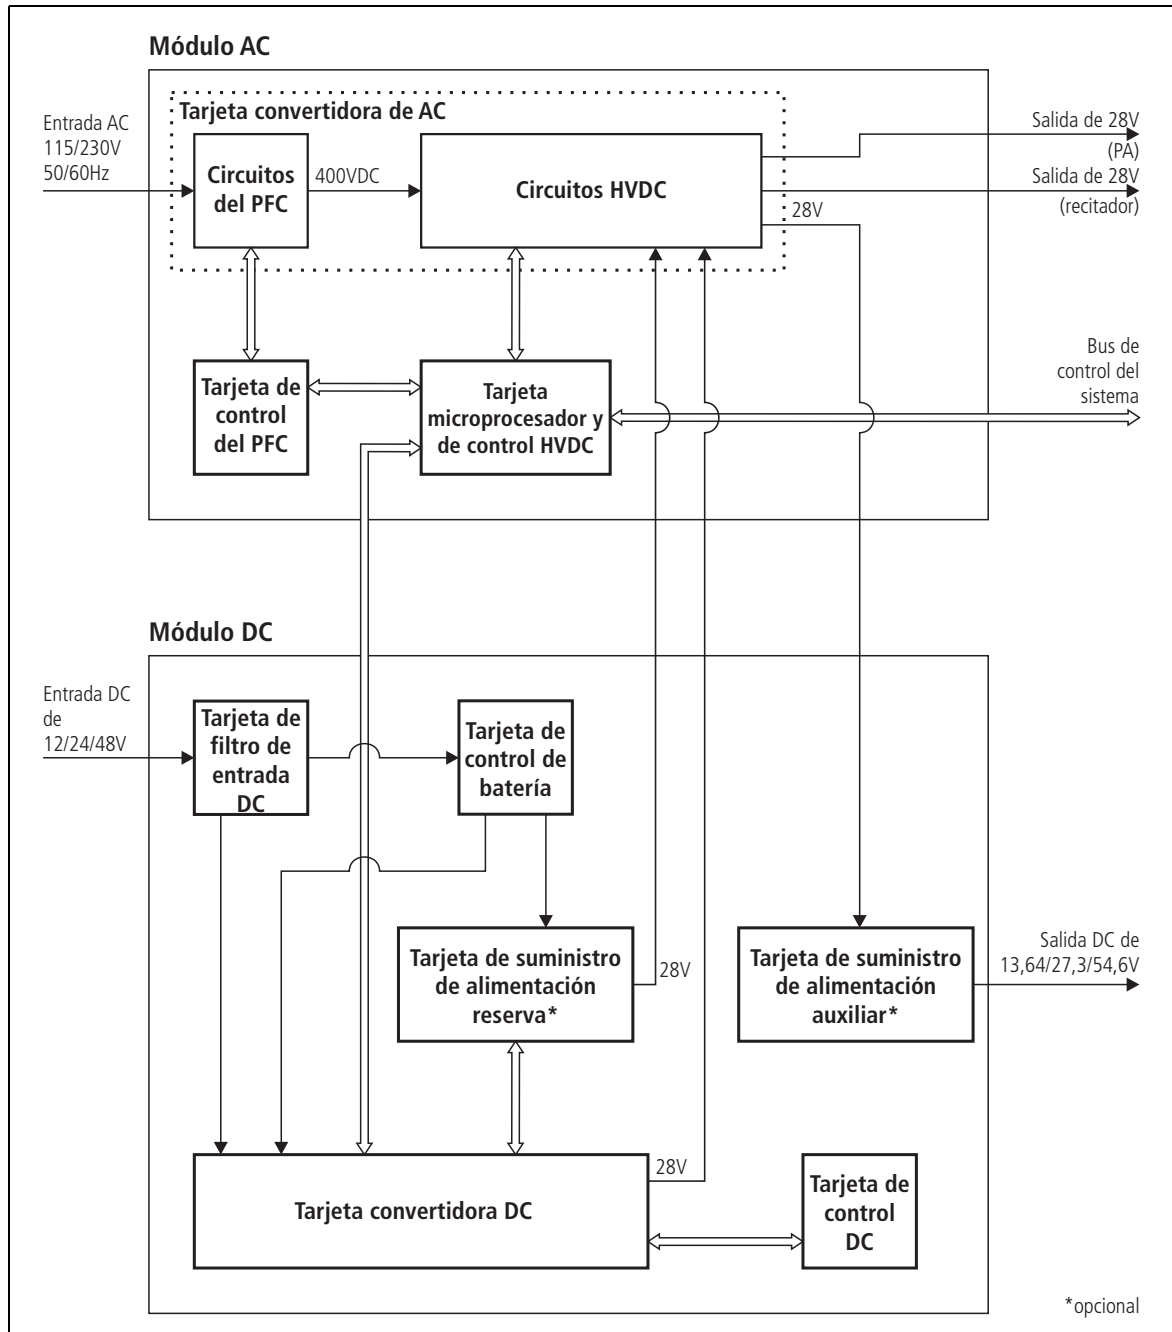 Módulo AC
Tarjeta convertidora de AC
Entrada AC
115/230V
50/60Hz
Circuitos
del PFC
400VDC
Circuitos HVDC
Salida de 28V
(PA)
Salida de 28V
(recitador)
28V
Tarjeta de
control
del PFC
Tarjeta
microprocesador y
de control HVDC
Bus de
control del
sistema
Módulo DC
Entrada DC
de
12/24/48V
Tarjeta de
filtro de
entrada
DC
Tarjeta de
control de
batería
Tarjeta de suministro
de alimentación
reserva*
28V
Tarjeta de suministro
de alimentación
auxiliar*
Salida DC de
13,64/27,3/54,6V
Tarjeta convertidora DC
28V
Tarjeta de
control
DC
*opcional